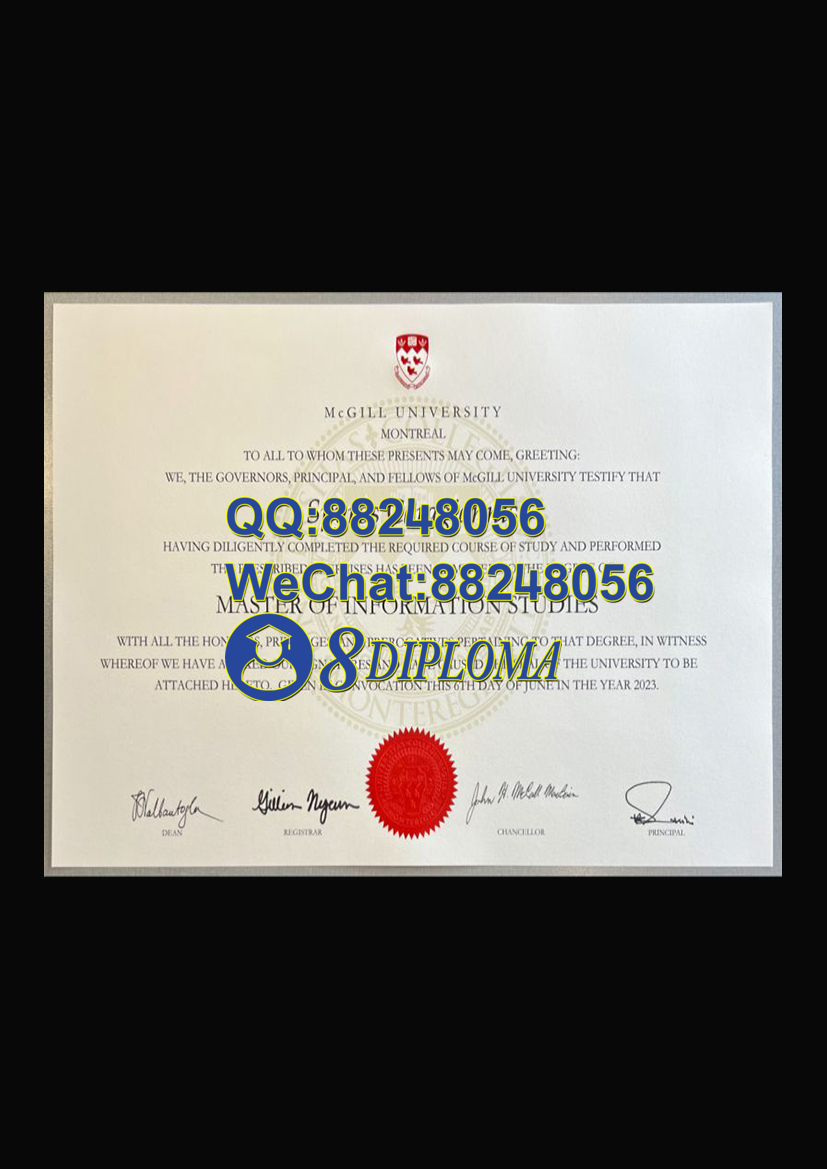 McGILL UNIVERSITY
MONTREAL
TO ALL TO WHOM THESE PRESENTS MAY COME, GREETING:
WE, THE GOVERNORS, PRINCIPAL, AND FELLOWS OF McGILL UNIVERSITY TESTIFY THAT
QQ:88248056
HAVING DILIGENTLY COMPLETED THE REQUIRED COURSE OF STUDY AND PERFORMED
WeChat:88248056
MASTER OF INFORMATION STUDIES
WITH ALL THE AND PREROGATIVES PERTAINING TO THAT DEGREE, IN WITNESS
8DIPLOMA
WHEREOF WE HAVE THE UNIVERSITY TO BE
ATTACHED CONVOCATION THIS 6TH DAY OF JUNE IN THE YEAR 2023.
DEAN
REGISTRAR
CHANCELLOR
PRINCIPAL